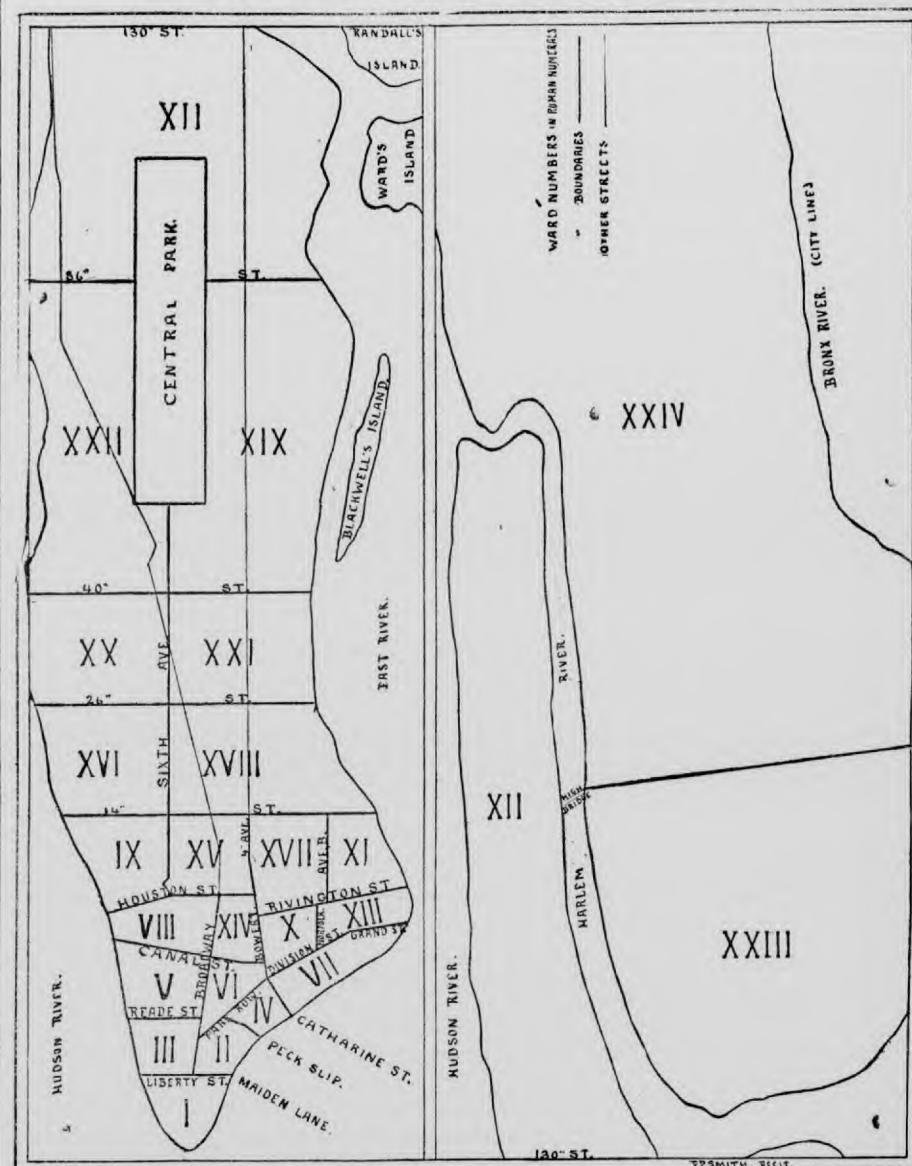 130" ST.
RANDALL'S
ISLAND.
XII
WARD'S
ISLAND
CENTRAL PARK.
86" ST.
XXII
XIX
BLACKWELL'S ISLAND
40" ST.
XX
AVE.
XXI
EAST RIVER.
26" ST.
XVI
SIXTH
XVIII
14" ST.
IX
XV
4" AVE.
XVII
AVE. B.
XI
HOUSTON ST.
RIVINGTON ST
VIII
BROADWAY
XIV
BOWERY
X
NORFOLK
XIII
CANAL ST.
DIVISION ST.
GRAND ST.
V
VI
VII
READE ST.
PARK ROW.
IV
CATHARINE ST.
III
II
PECK SLIP.
HUDSON RIVER.
LIBERTY ST.
MAIDEN LANE.
I
WARD NUMBERS IN ROMAN NUMERALS
" BOUNDARIES
OTHER STREETS
BRONX RIVER. (CITY LINE)
XXIV
RIVER.
XII
HIGH
BRIDGE
HARLEM
XXIII
HUDSON RIVER.
130" ST.